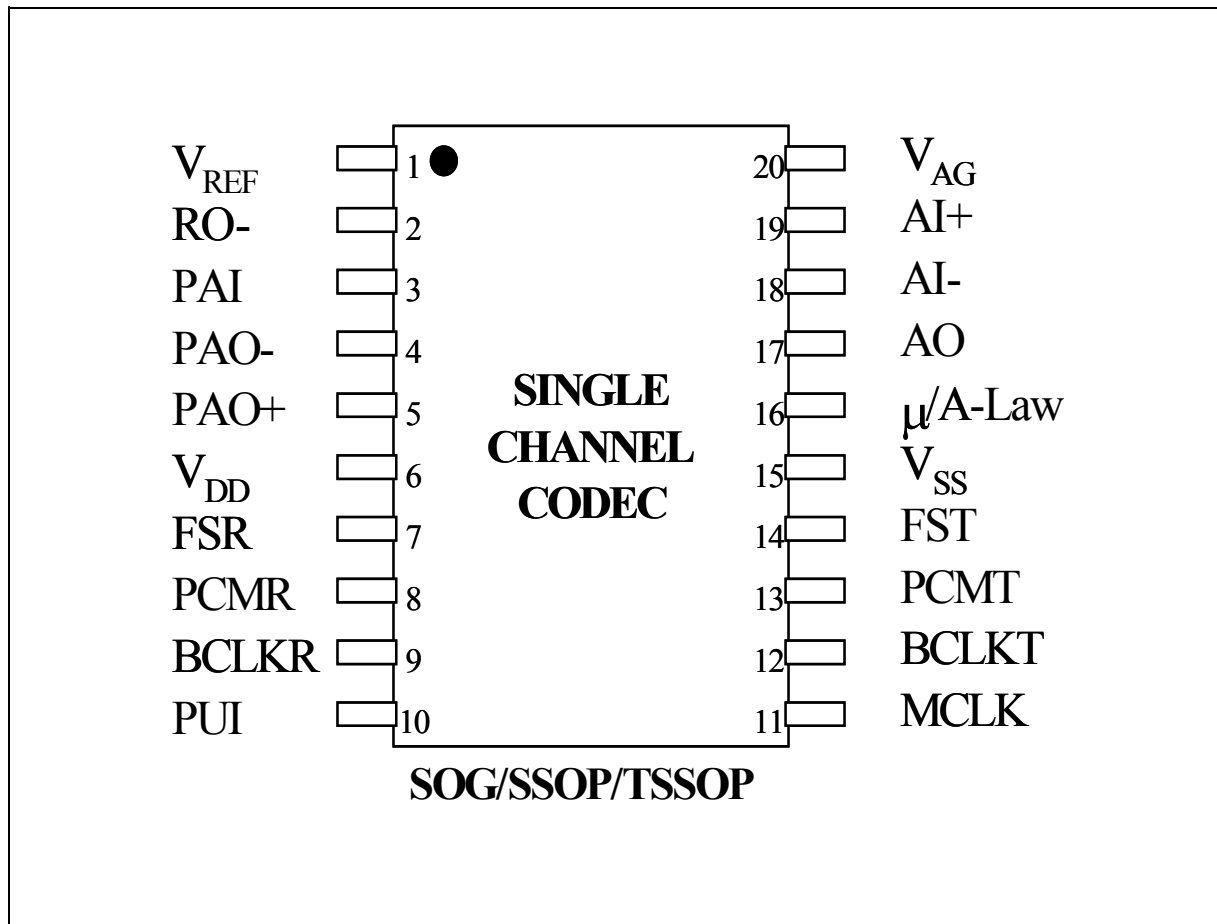 V_REF 1 20 V_AG
RO- 2 19 AI+
PAI 3 18 AI-
PAO- 4 17 AO
PAO+ 5 16 μ/A-Law
V_DD 6 15 V_SS
FSR 7 14 FST
PCMR 8 13 PCMT
BCLKR 9 12 BCLKT
PUI 10 11 MCLK
SINGLE
CHANNEL
CODEC
SOG/SSOP/TSSOP